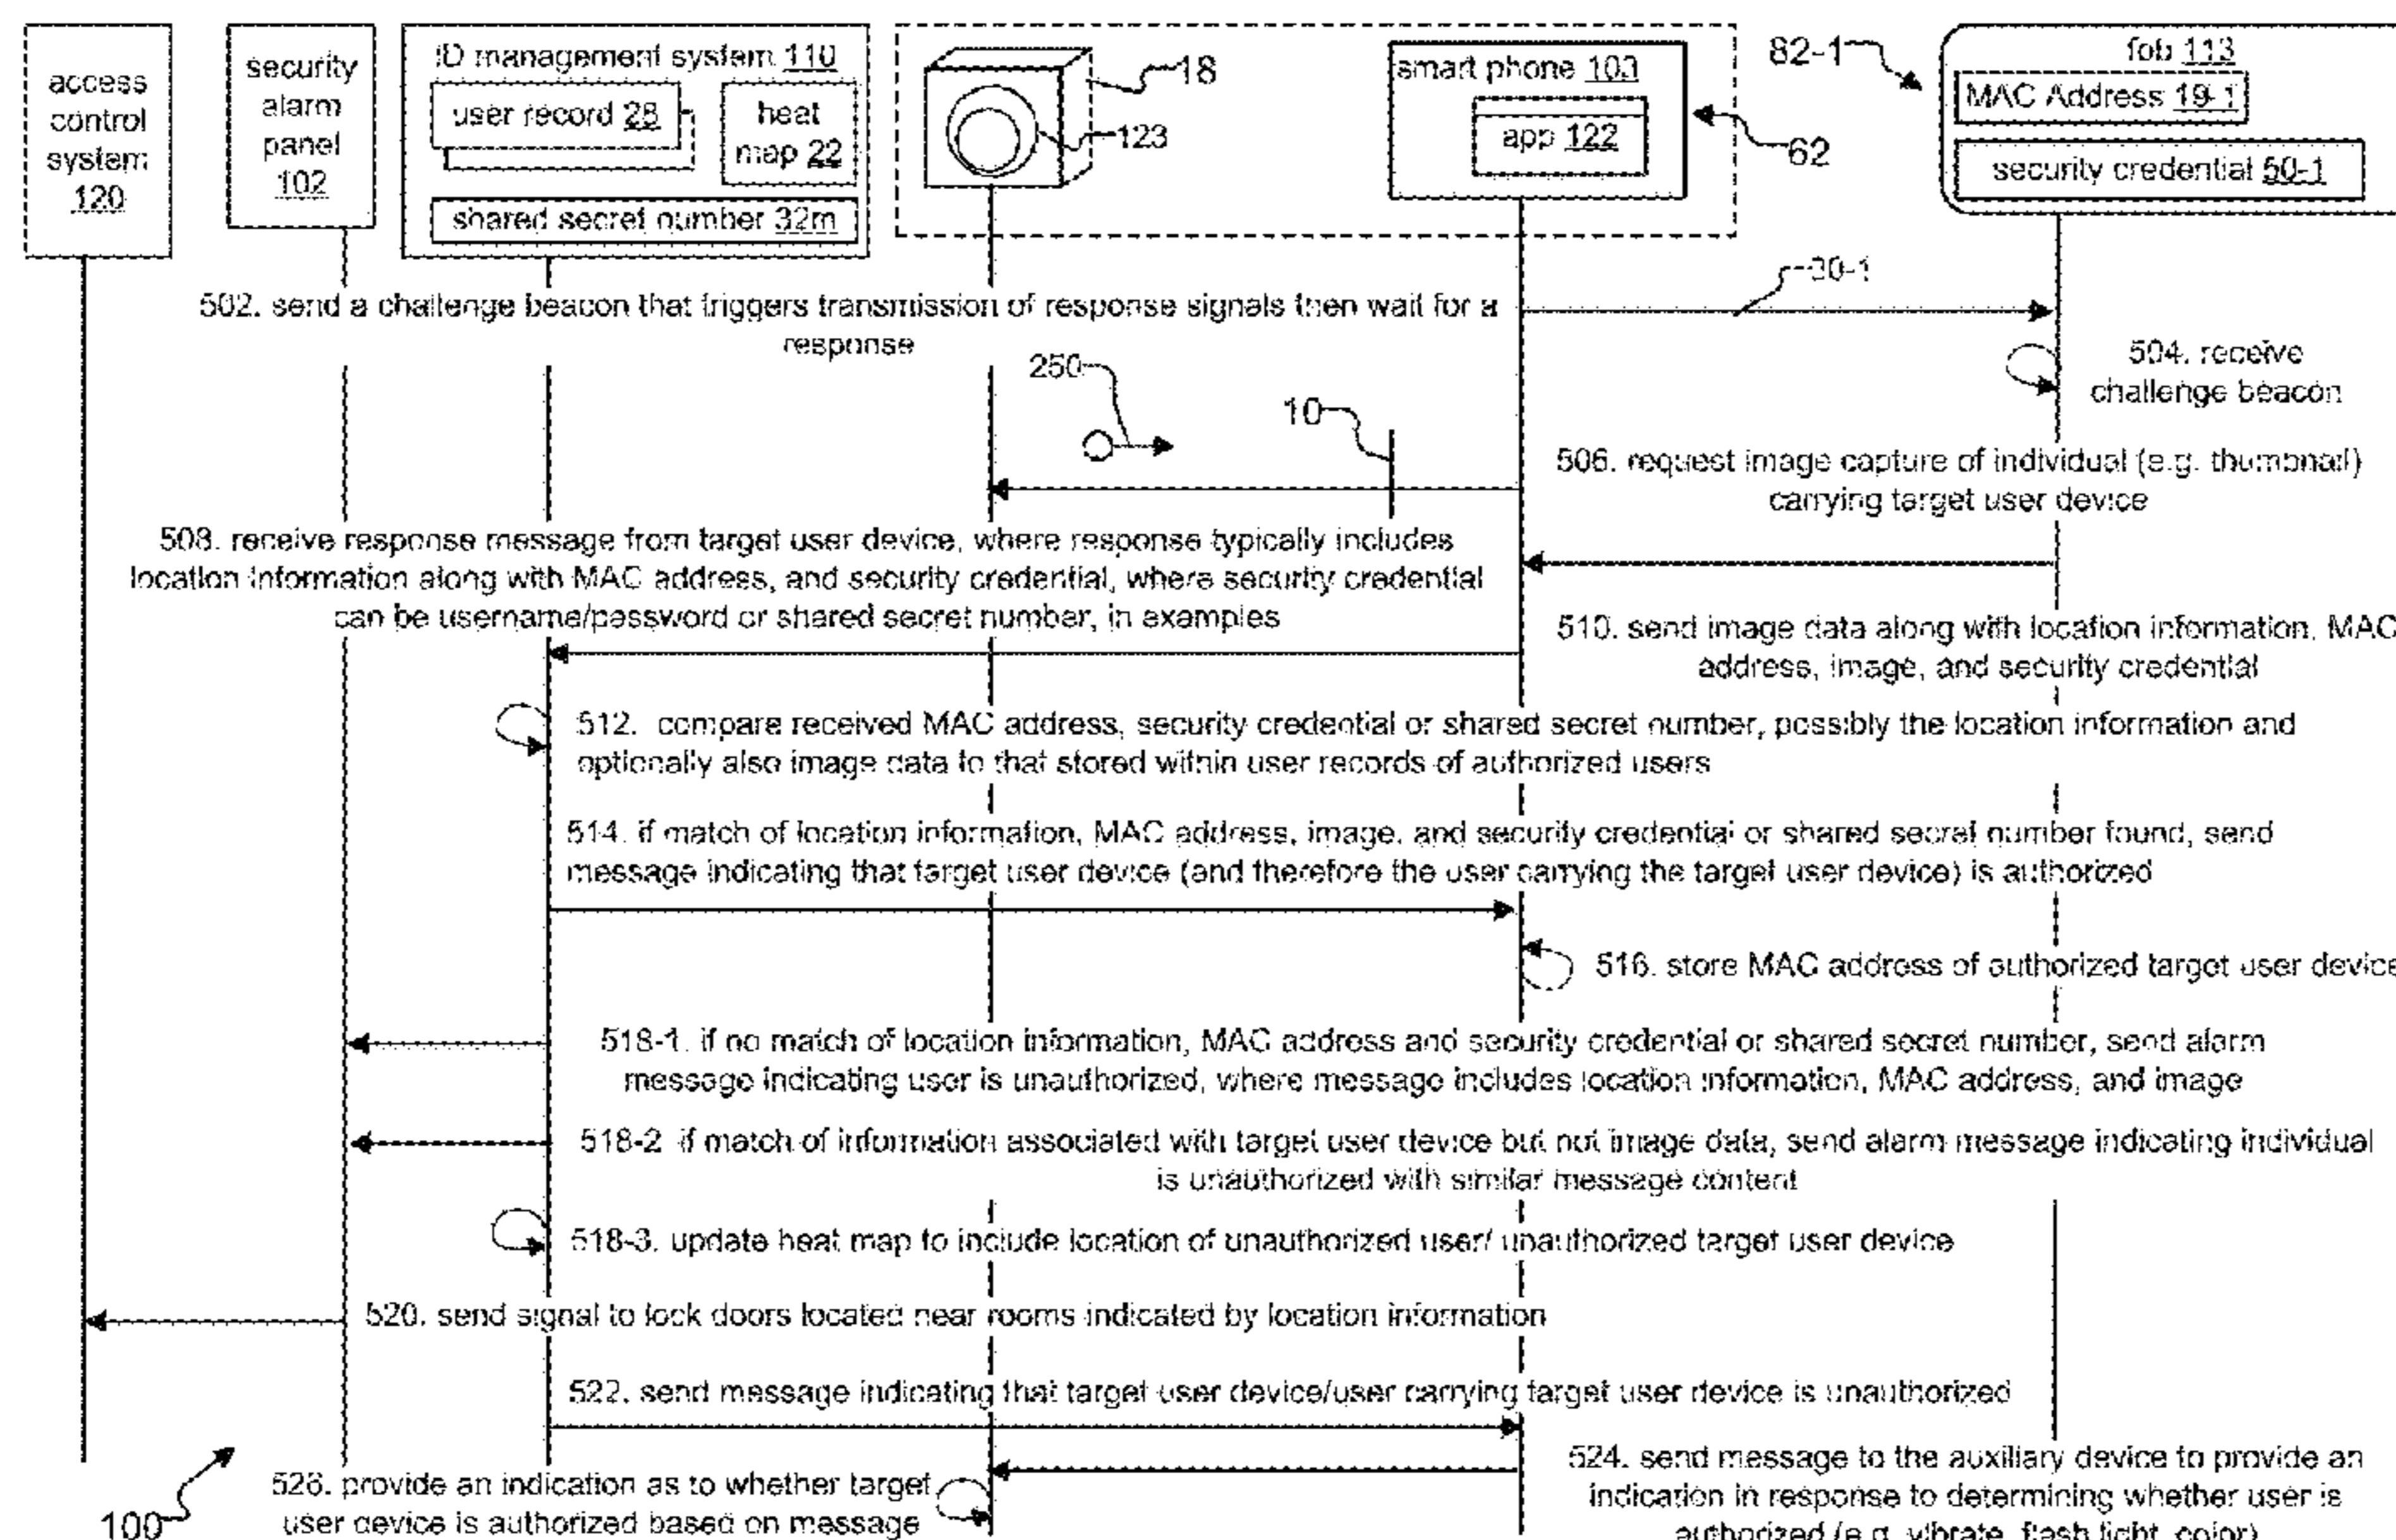 access
control
system
120
security
alarm
panel
102
ID management system 110
user record 28
heat
map 22
shared secret number 32m
18
123
smart phone 103
app 122
62
82-1
fob 113
MAC Address 19-1
security credential 50-1
30-1
502. send a challenge beacon that triggers transmission of response signals then wait for a
response
504. receive
challenge beacon
250
10
506. request image capture of individual (e.g. thumbnail)
carrying target user device
508. receive response message from target user device, where response typically includes
location information along with MAC address, and security credential, where security credential
can be username/password or shared secret number, in examples
510. send image data along with location information, MAC
address, image, and security credential
512. compare received MAC address, security credential or shared secret number, possibly the location information and
optionally also image data to that stored within user records of authorized users
514. if match of location information, MAC address, image, and security credential or shared secret number found, send
message indicating that target user device (and therefore the user carrying the target user device) is authorized
516. store MAC address of authorized target user device
518-1. if no match of location information, MAC address and security credential or shared secret number, send alarm
message indicating user is unauthorized, where message includes location information, MAC address, and image
518-2 if match of information associated with target user device but not image data, send alarm message indicating individual
is unauthorized with similar message content
518-3. update heat map to include location of unauthorized user/ unauthorized target user device
520. send signal to lock doors located near rooms indicated by location information
522. send message indicating that target user device/user carrying target user device is unauthorized
524. send message to the auxiliary device to provide an
indication in response to determining whether user is
authorized (e.g. vibrate, flash light, color)
526. provide an indication as to whether target
user device is authorized based on message
100